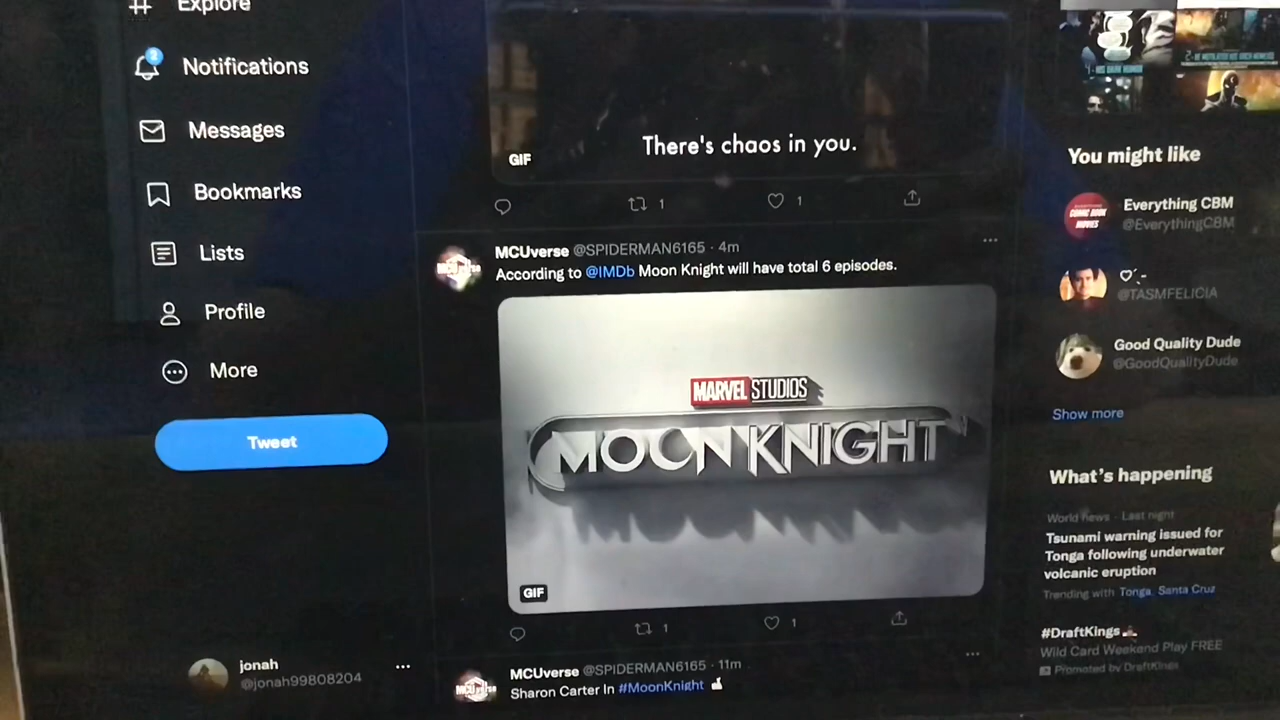 Explore
2
Notifications
Messages
Bookmarks
Lists
Profile
More
Tweet
jonah
@jonah99808204
There's chaos in you.
GIF
1
1
MCUverse @SPIDERMAN6165 · 4m
According to @IMDb Moon Knight will have total 6 episodes.
MARVEL STUDIOS
MOON KNIGHT
GIF
1
1
MCUverse @SPIDERMAN6165 · 11m
Sharon Carter In #MoonKnight
You might like
Everything CBM
@EverythingCBM
@TASMFELICIA
Good Quality Dude
@GoodQualityDude
Show more
What's happening
World news · Last night
Tsunami warning issued for
Tonga following underwater
volcanic eruption
Trending with Tonga, Santa Cruz
#DraftKings
Wild Card Weekend Play FREE
Promoted by DraftKings